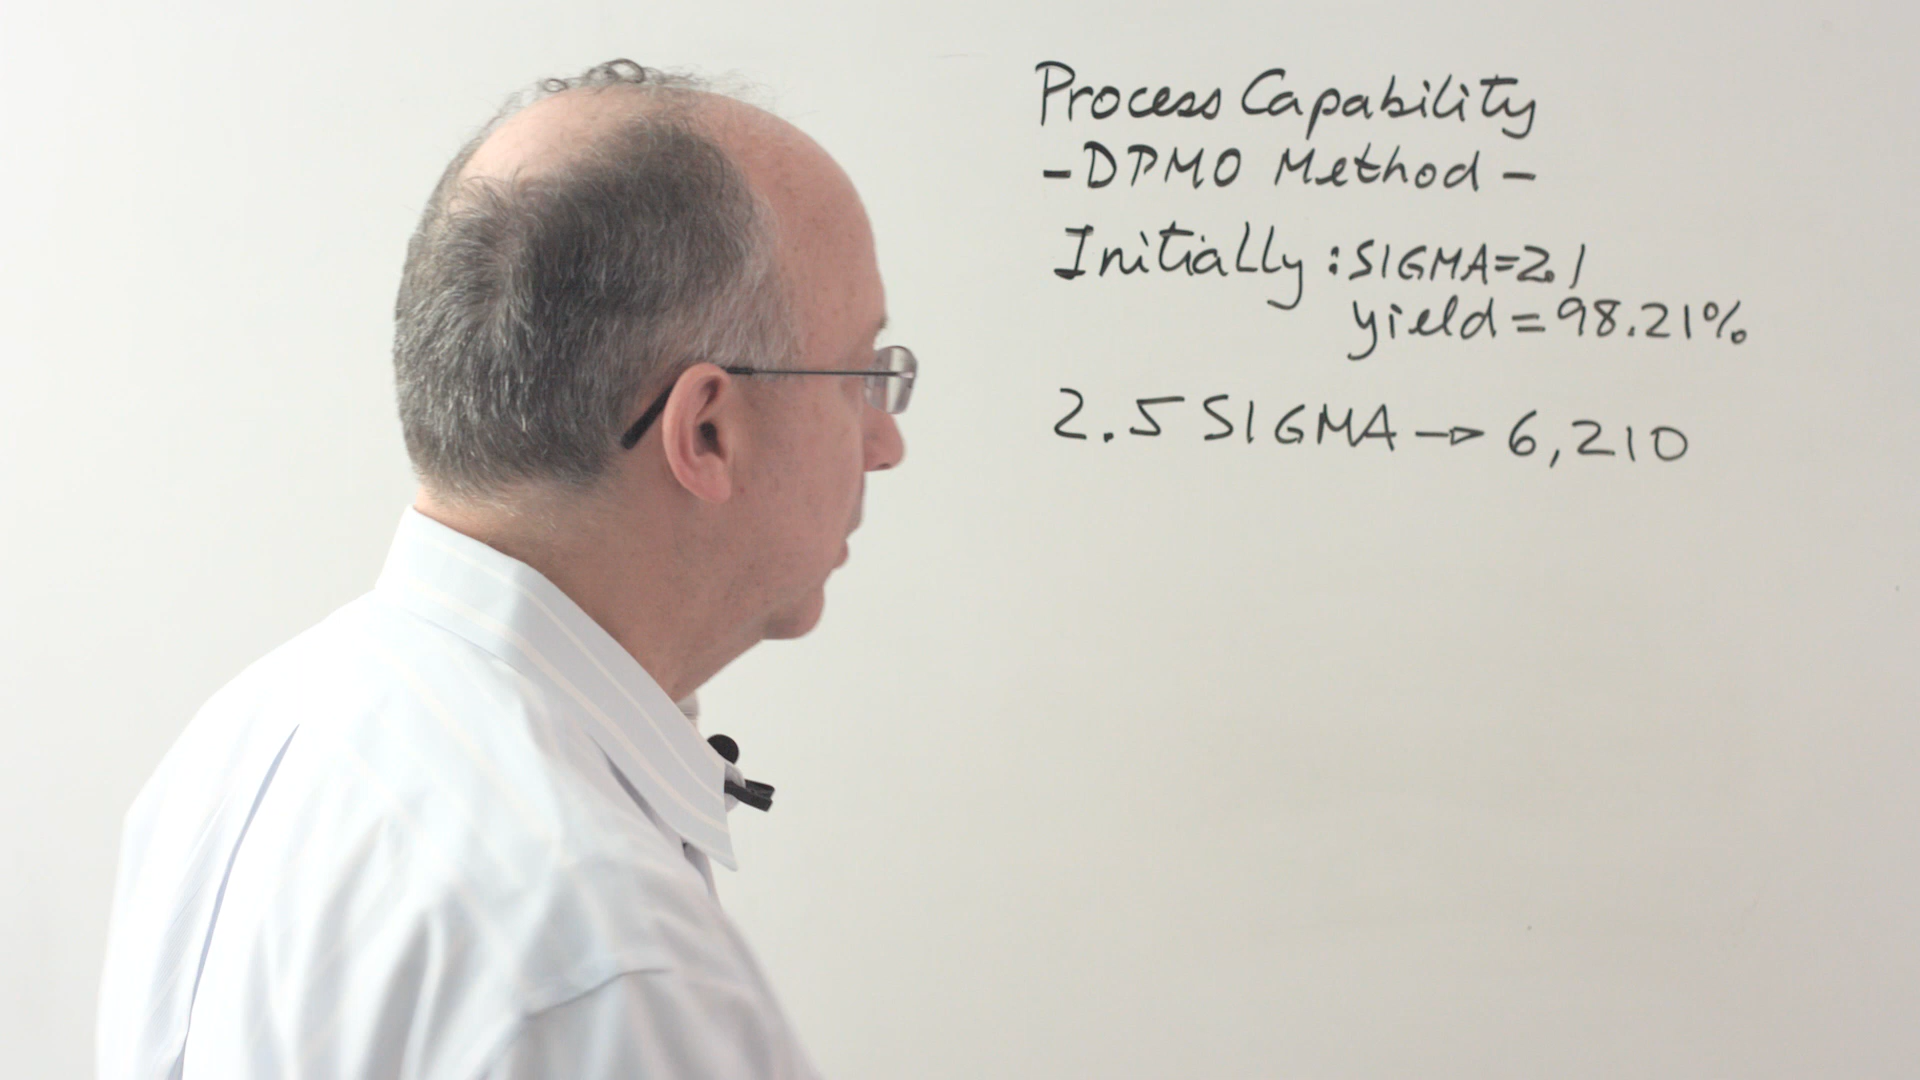 Process Capability
- DPMO Method -
Initially: SIGMA=2.1
yield = 98.21%
2.5 SIGMA → 6,210